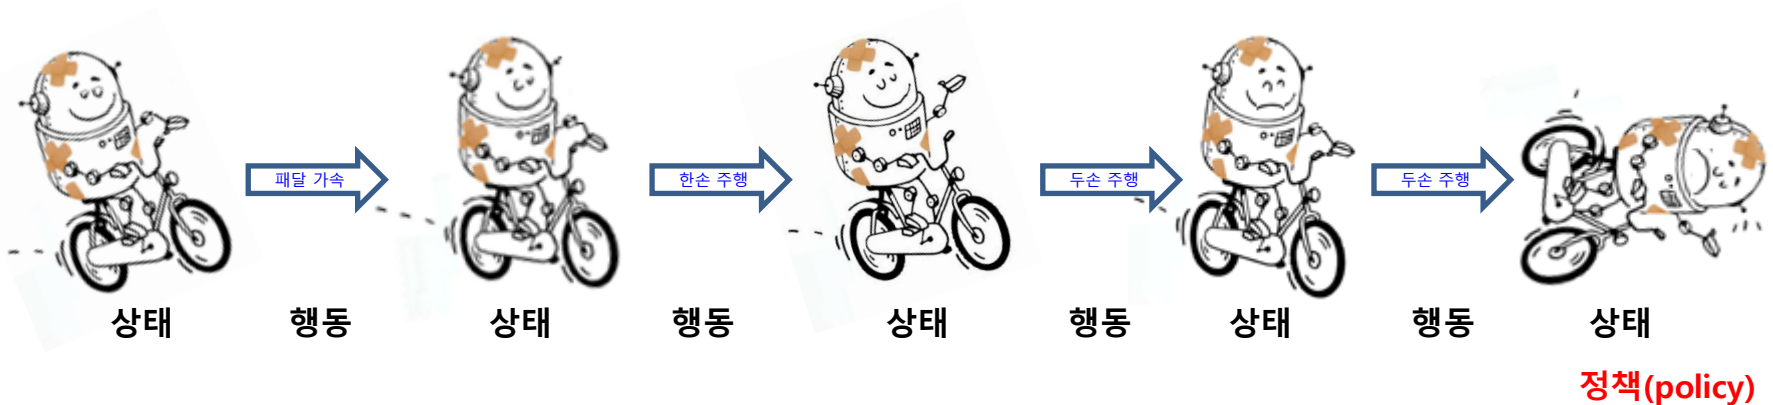 패달 가속
한손 주행
두손 주행
두손 주행
상태 행동 상태 행동 상태 행동 상태 행동 상태
정책(policy)